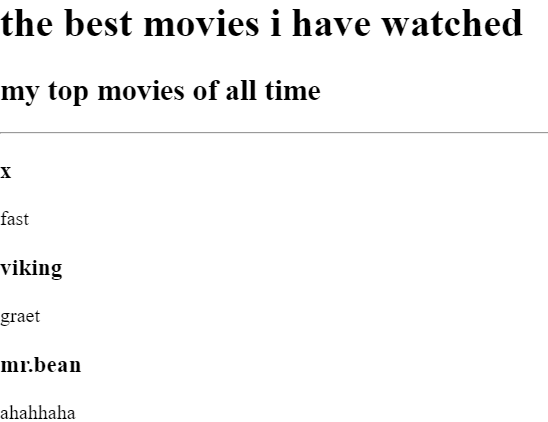 the best movies i have watched
my top movies of all time
x
fast
viking
graet
mr.bean
ahahhaha